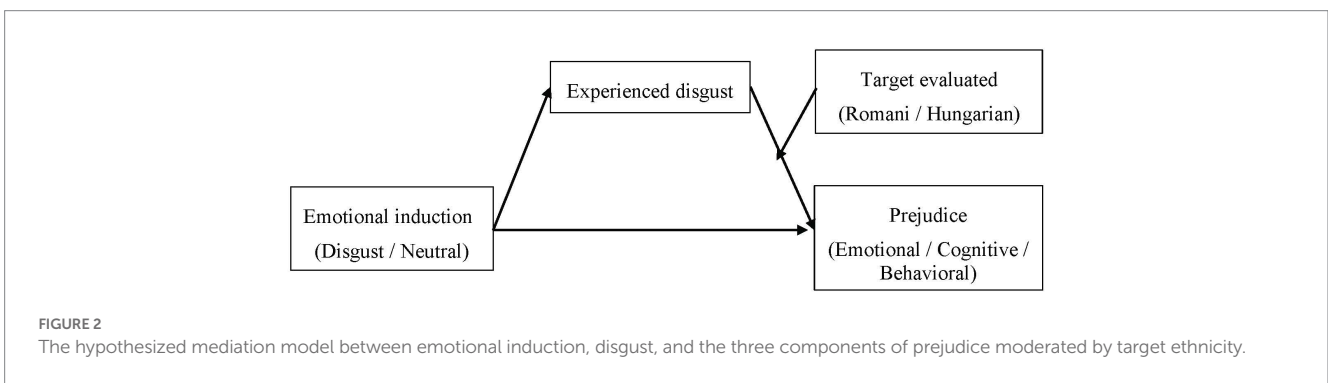 Experienced disgust
Target evaluated
(Romani / Hungarian)
Emotional induction
(Disgust / Neutral)
Prejudice
(Emotional / Cognitive /
Behavioral)
FIGURE 2
The hypothesized mediation model between emotional induction, disgust, and the three components of prejudice moderated by target ethnicity.